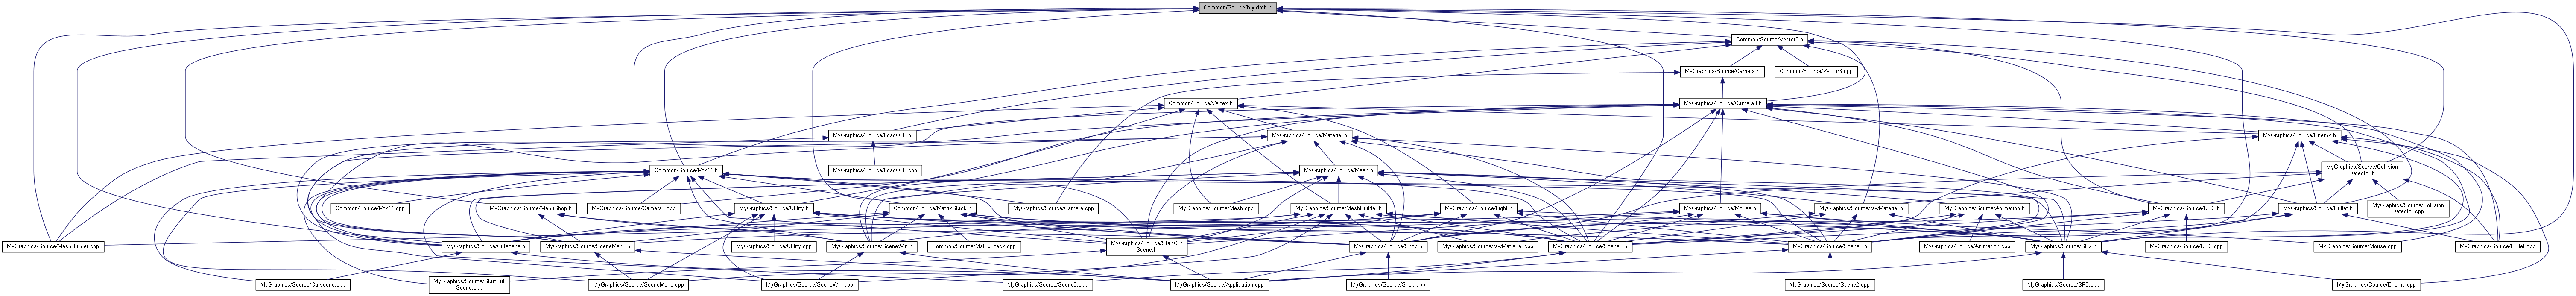 Common/Source/MyMath.h
Common/Source/Vector3.h
MyGraphics/Source/Camera.h
Common/Source/Vector3.cpp
Common/Source/Vertex.h
MyGraphics/Source/Camera3.h
MyGraphics/Source/LoadOBJ.h
MyGraphics/Source/Material.h
MyGraphics/Source/Enemy.h
Common/Source/Mtx44.h
MyGraphics/Source/LoadOBJ.cpp
MyGraphics/Source/Mesh.h
MyGraphics/Source/Collision
Detector.h
Common/Source/Mtx44.cpp
MyGraphics/Source/MenuShop.h
MyGraphics/Source/Camera3.cpp
MyGraphics/Source/Utility.h
Common/Source/MatrixStack.h
MyGraphics/Source/Camera.cpp
MyGraphics/Source/Mesh.cpp
MyGraphics/Source/MeshBuilder.h
MyGraphics/Source/Light.h
MyGraphics/Source/Mouse.h
MyGraphics/Source/rawMaterial.h
MyGraphics/Source/Animation.h
MyGraphics/Source/NPC.h
MyGraphics/Source/Bullet.h
MyGraphics/Source/Collision
Detector.cpp
MyGraphics/Source/MeshBuilder.cpp
MyGraphics/Source/Cutscene.h
MyGraphics/Source/SceneMenu.h
MyGraphics/Source/Utility.cpp
MyGraphics/Source/SceneWin.h
Common/Source/MatrixStack.cpp
MyGraphics/Source/StartCut
Scene.h
MyGraphics/Source/Shop.h
MyGraphics/Source/rawMaterial.cpp
MyGraphics/Source/Scene3.h
MyGraphics/Source/Scene2.h
MyGraphics/Source/Animation.cpp
MyGraphics/Source/SP2.h
MyGraphics/Source/NPC.cpp
MyGraphics/Source/Mouse.cpp
MyGraphics/Source/Bullet.cpp
MyGraphics/Source/Cutscene.cpp
MyGraphics/Source/StartCut
Scene.cpp
MyGraphics/Source/SceneMenu.cpp
MyGraphics/Source/SceneWin.cpp
MyGraphics/Source/Scene3.cpp
MyGraphics/Source/Application.cpp
MyGraphics/Source/Shop.cpp
MyGraphics/Source/Scene2.cpp
MyGraphics/Source/SP2.cpp
MyGraphics/Source/Enemy.cpp